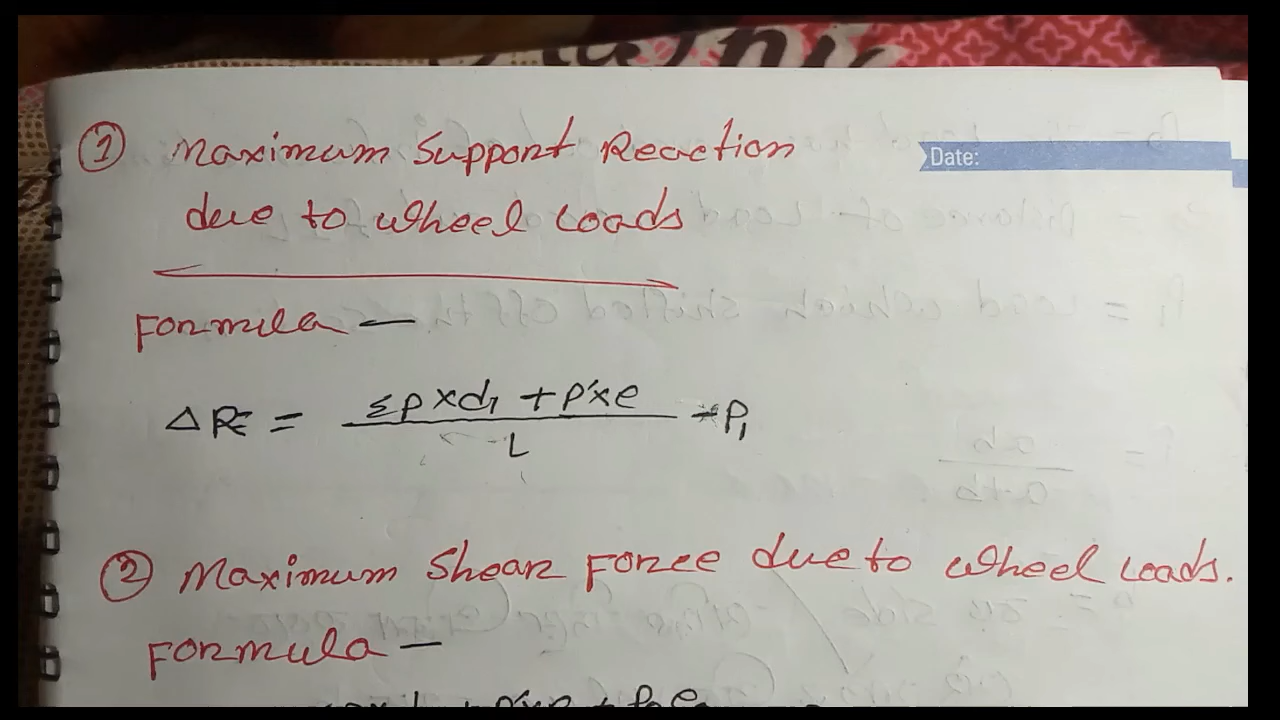 ① Maximum Support Reaction
Date:
due to wheel Loads
Formula —
ΔRE = (Σp×d₁ + p'×e) / L - P₁
② Maximum Shear Force due to wheel Loads.
Formula —